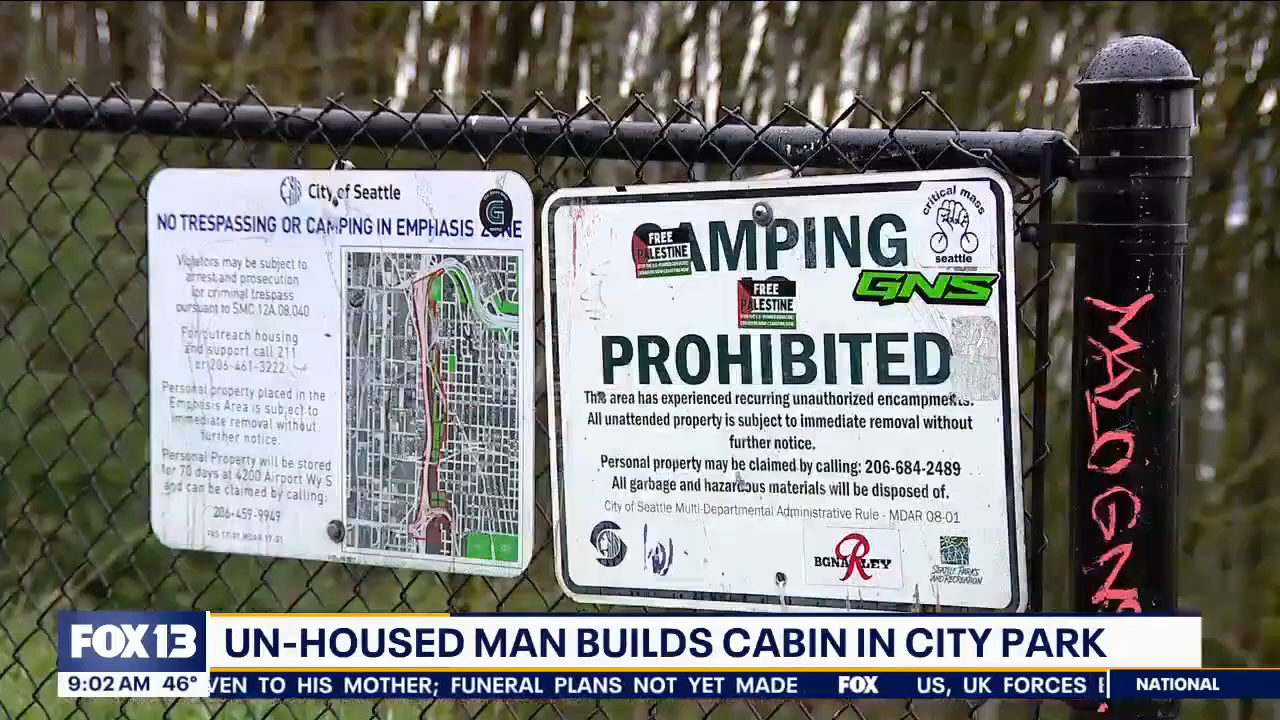 City of Seattle
NO TRESPASSING OR CAMPING IN EMPHASIS ZONE
Violators may be subject to
arrest and prosecution
for criminal trespass
pursuant to SMC 12A.08.040
For outreach housing
and support call 211
or 206-461-3222
Personal property placed in the
Emphasis Area is subject to
immediate removal without
further notice.
Personal Property will be stored
for 70 days at 4200 Airport Wy S
and can be claimed by calling:
206-459-9949
CAMPING
FREE
PALESTINE
critical mass
seattle
GNS
FREE
PALESTINE
PROHIBITED
This area has experienced recurring unauthorized encampments.
All unattended property is subject to immediate removal without
further notice.
Personal property may be claimed by calling: 206-684-2489
All garbage and hazardous materials will be disposed of.
City of Seattle Multi-Departmental Administrative Rule - MDAR 08-01
BGNARLEY
SEATTLE PARKS
AND RECREATION
MALOGNS
FOX 13
UN-HOUSED MAN BUILDS CABIN IN CITY PARK
9:02 AM 46° VEN TO HIS MOTHER; FUNERAL PLANS NOT YET MADE FOX US, UK FORCES NATIONAL